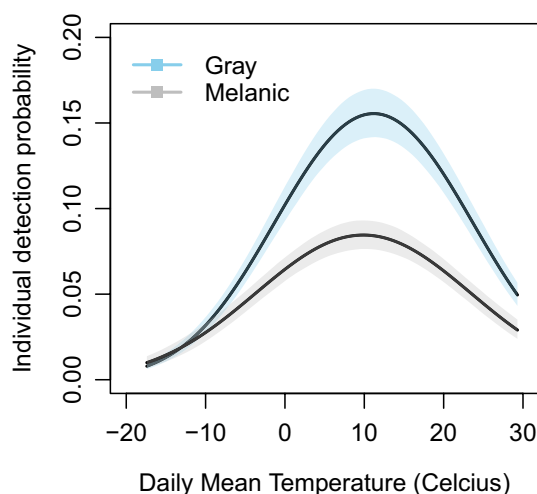 Individual detection probability
0.20
0.15
0.10
0.05
0.00
Gray
Melanic
−20 −10 0 10 20 30
Daily Mean Temperature (Celcius)